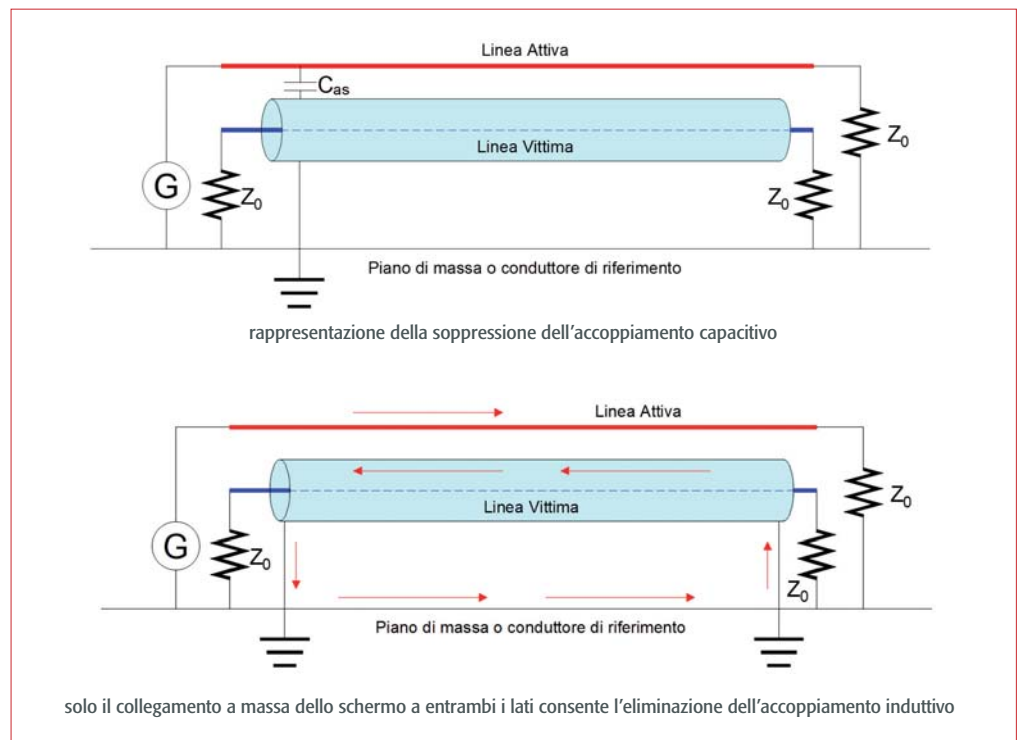 Linea Attiva
Cas
Linea Vittima
G
Z0
Z0
Z0
Piano di massa o conduttore di riferimento
rappresentazione della soppressione dell'accoppiamento capacitivo
Linea Attiva
Linea Vittima
G
Z0
Z0
Z0
Piano di massa o conduttore di riferimento
solo il collegamento a massa dello schermo a entrambi i lati consente l'eliminazione dell'accoppiamento induttivo